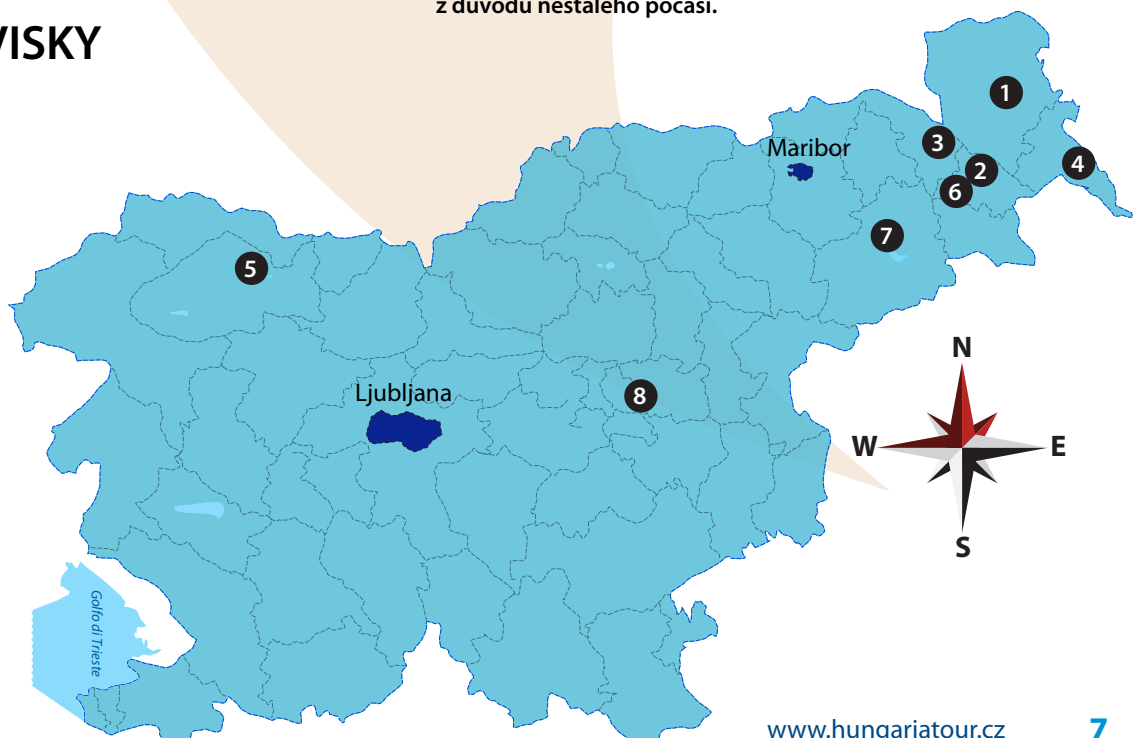 z důvodu nestálého počasí.
VISKY
1
3
Maribor
2
4
6
7
5
N
Ljubljana
8
W
E
S
Golfo di Trieste
www.hungariatour.cz
7